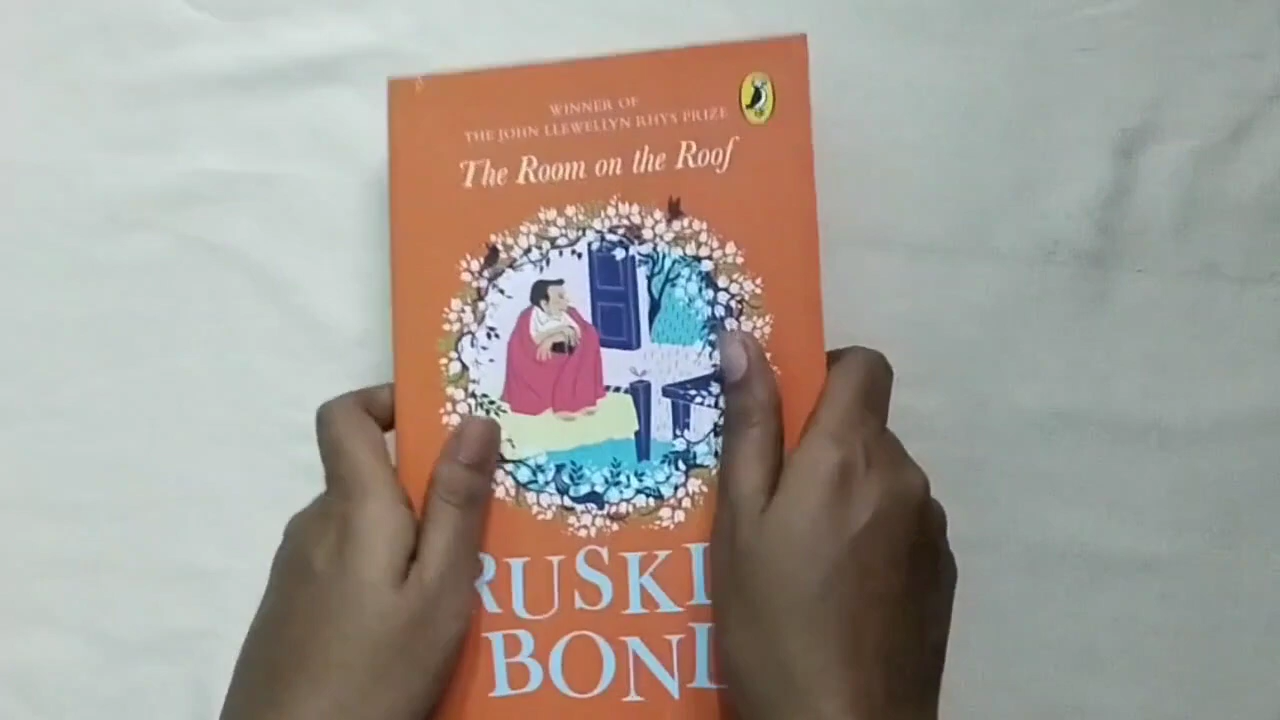 WINNER OF
THE JOHN LLEWELLYN RHYS PRIZE
The Room on the Roof
RUSKI
BON